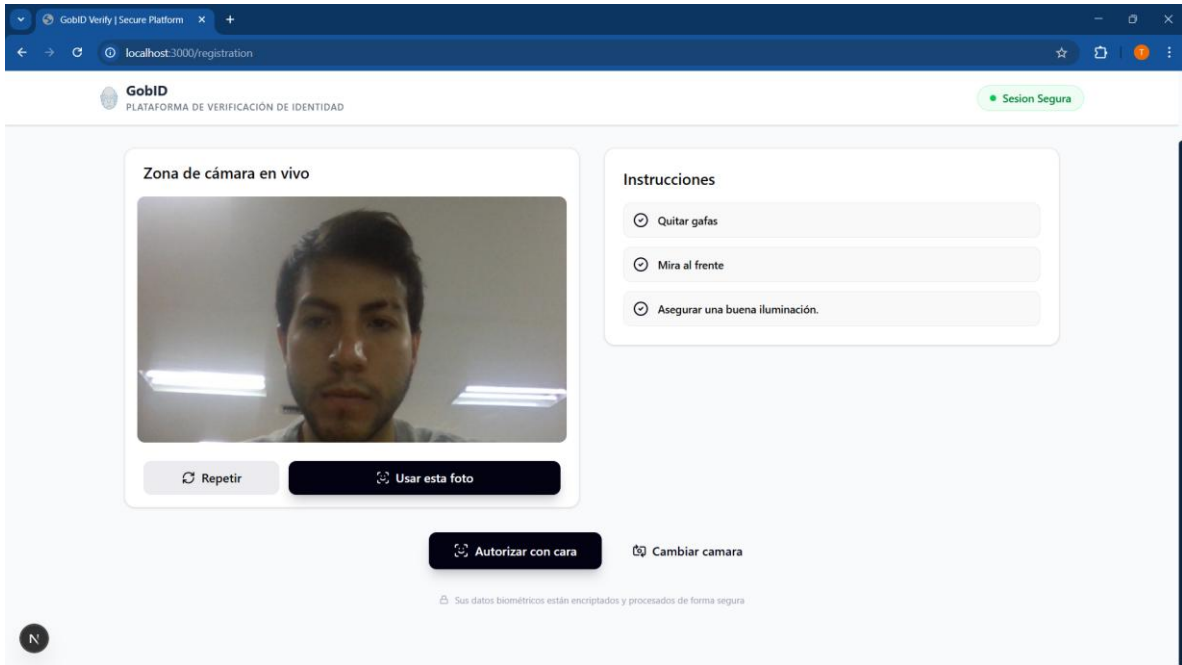 GobID Verify | Secure Platform
localhost:3000/registration
T
GobID
PLATAFORMA DE VERIFICACIÓN DE IDENTIDAD
Sesion Segura
Zona de cámara en vivo
Repetir
Usar esta foto
Instrucciones
Quitar gafas
Mira al frente
Asegurar una buena iluminación.
Autorizar con cara
Cambiar camara
Sus datos biométricos están encriptados y procesados de forma segura
N